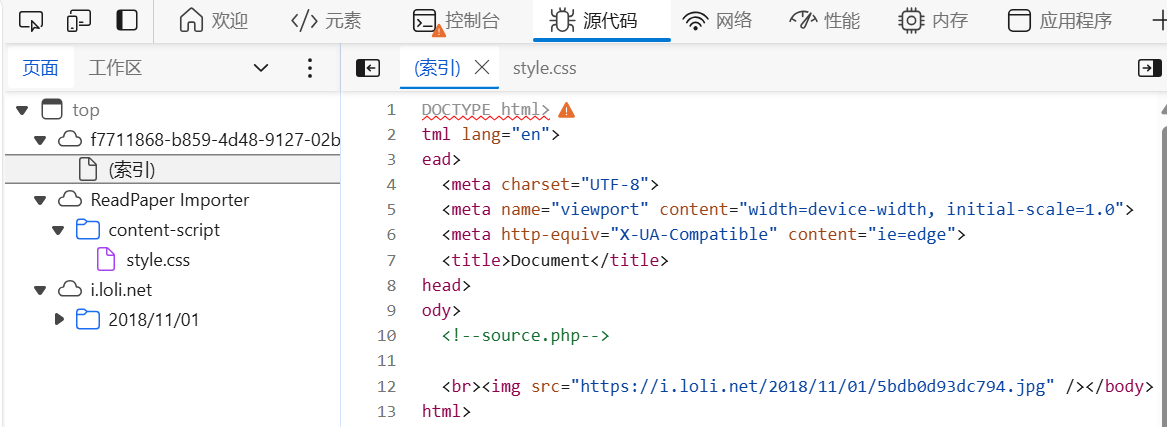 欢迎 元素 控制台 源代码 网络 性能 内存 应用程序
页面 工作区 (索引) style.css
top
f7711868-b859-4d48-9127-02b
(索引)
ReadPaper Importer
content-script
style.css
i.loli.net
2018/11/01
1 DOCTYPE html>
2 tml lang="en">
3 ead>
4 <meta charset="UTF-8">
5 <meta name="viewport" content="width=device-width, initial-scale=1.0">
6 <meta http-equiv="X-UA-Compatible" content="ie=edge">
7 <title>Document</title>
8 head>
9 ody>
10 <!--source.php-->
11
12 <br><img src="https://i.loli.net/2018/11/01/5bdb0d93dc794.jpg" /></body>
13 html>